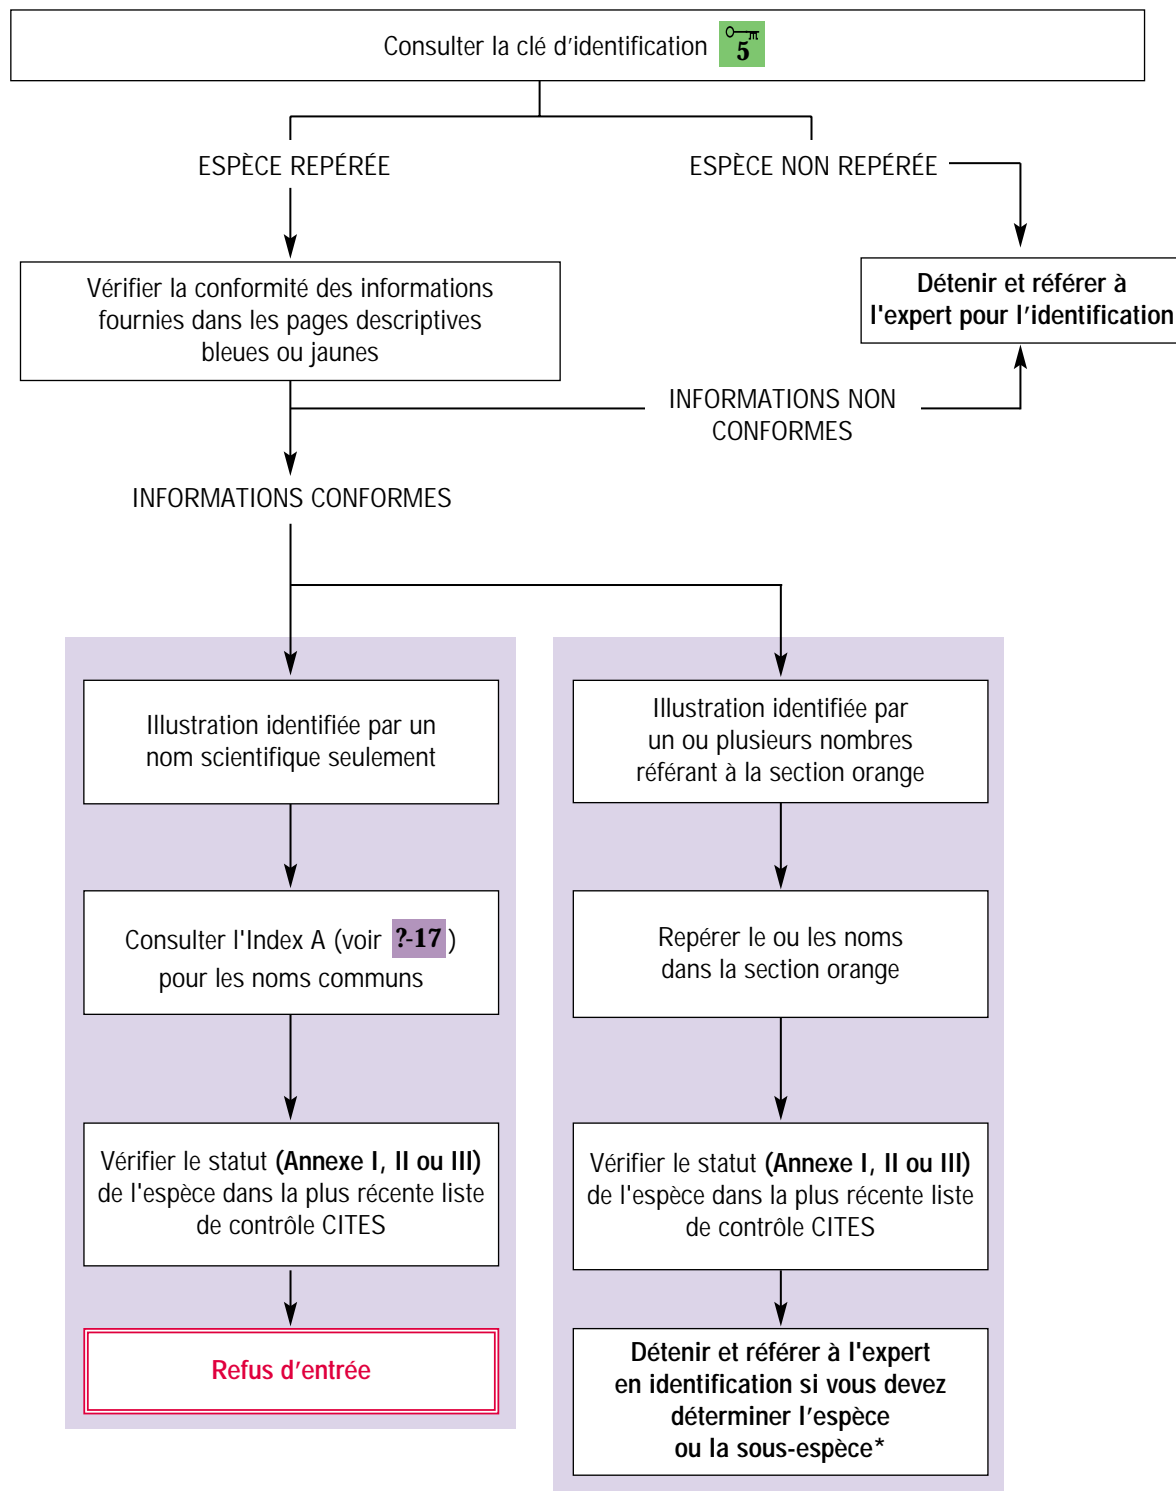 Consulter la clé d'identification 5
ESPÈCE REPÉRÉE
ESPÈCE NON REPÉRÉE
Vérifier la conformité des informations
fournies dans les pages descriptives
bleues ou jaunes
Détenir et référer à
l'expert pour l'identification
INFORMATIONS NON
CONFORMES
INFORMATIONS CONFORMES
Illustration identifiée par un
nom scientifique seulement
Illustration identifiée par
un ou plusieurs nombres
référant à la section orange
Consulter l'Index A (voir ?-17)
pour les noms communs
Repérer le ou les noms
dans la section orange
Vérifier le statut (Annexe I, II ou III)
de l'espèce dans la plus récente liste
de contrôle CITES
Vérifier le statut (Annexe I, II ou III)
de l'espèce dans la plus récente liste
de contrôle CITES
Refus d'entrée
Détenir et référer à l'expert
en identification si vous devez
déterminer l'espèce
ou la sous-espèce*